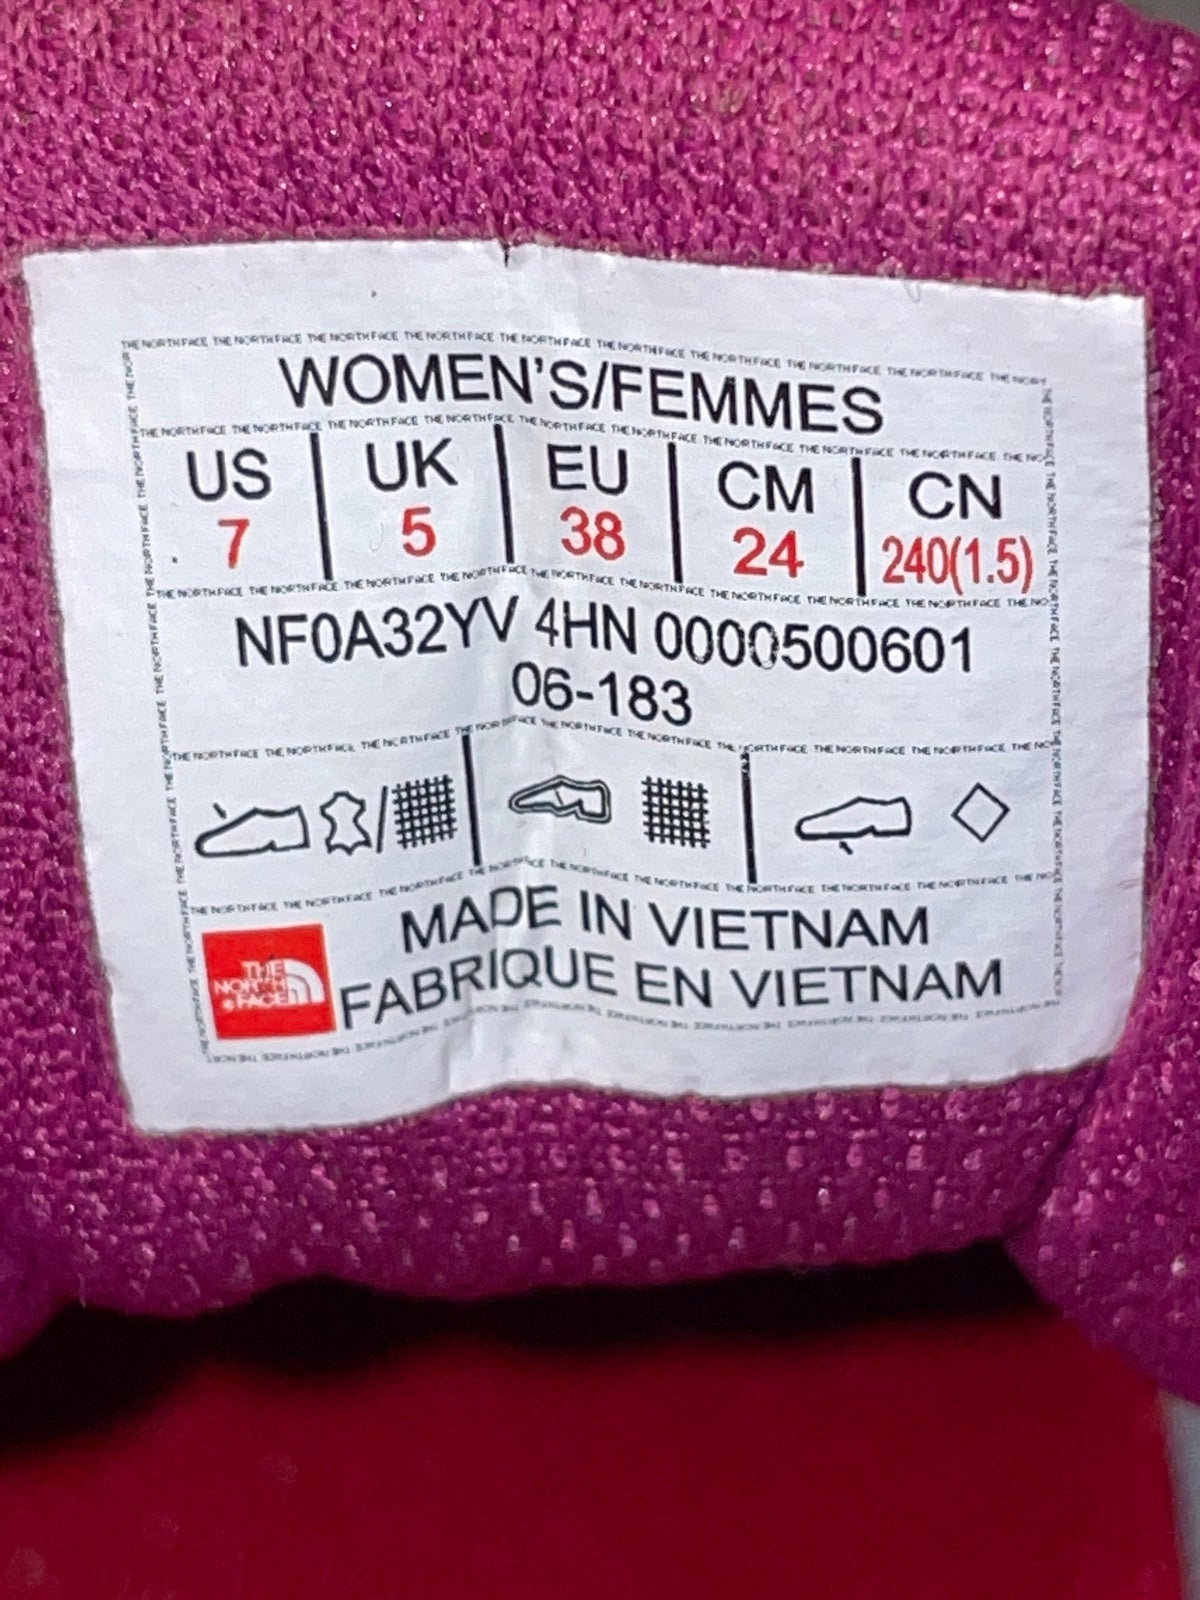 WOMEN'S/FEMMES
US UK EU CM CN
7 5 38 24 240(1.5)
NF0A32YV 4HN 0000500601
06-183
THE
NORTH
FACE
MADE IN VIETNAM
FABRIQUE EN VIETNAM